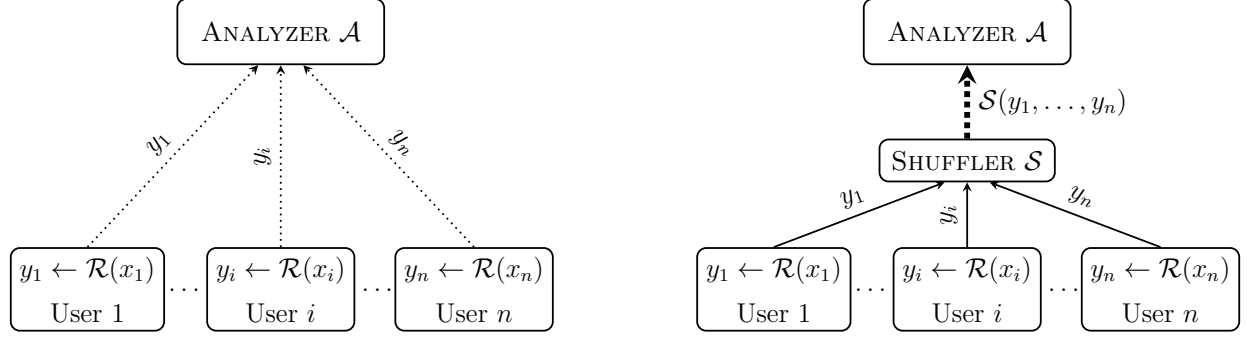 ANALYZER 𝒜
y₁
yᵢ
yₙ
y₁ ← ℛ(x₁)
User 1
...
yᵢ ← ℛ(xᵢ)
User i
...
yₙ ← ℛ(xₙ)
User n
ANALYZER 𝒜
𝒮(y₁, . . . , yₙ)
SHUFFLER 𝒮
y₁
yᵢ
yₙ
y₁ ← ℛ(x₁)
User 1
...
yᵢ ← ℛ(xᵢ)
User i
...
yₙ ← ℛ(xₙ)
User n